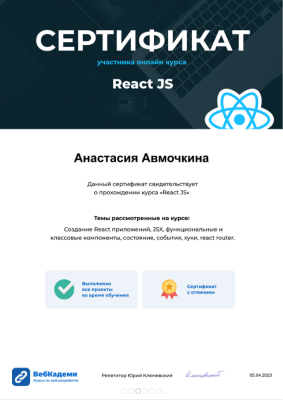 СЕРТИФИКАТ
участника онлайн курса
React JS
Анастасия Авмочкина
Данный сертификат свидетельствует
о прохождении курса «React JS»
Темы рассмотренные на курсе:
Создание React приложений, JSX, функциональные и
классовые компоненты, состояние, события, хуки, react router.
Выполнены
все проекты
во время обучения
Сертификат
с отличием
ВебКадеми
Курсы по веб разработке
Репетитор Юрий Ключевский
05.04.2023